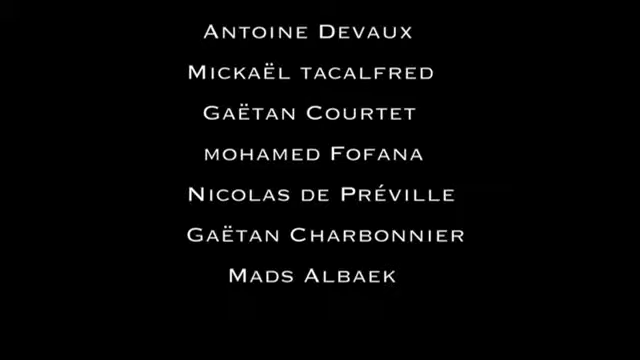 Antoine Devaux
Mickaël tacalfred
Gaëtan Courtet
mohamed Fofana
Nicolas de Préville
Gaëtan Charbonnier
Mads Albaek